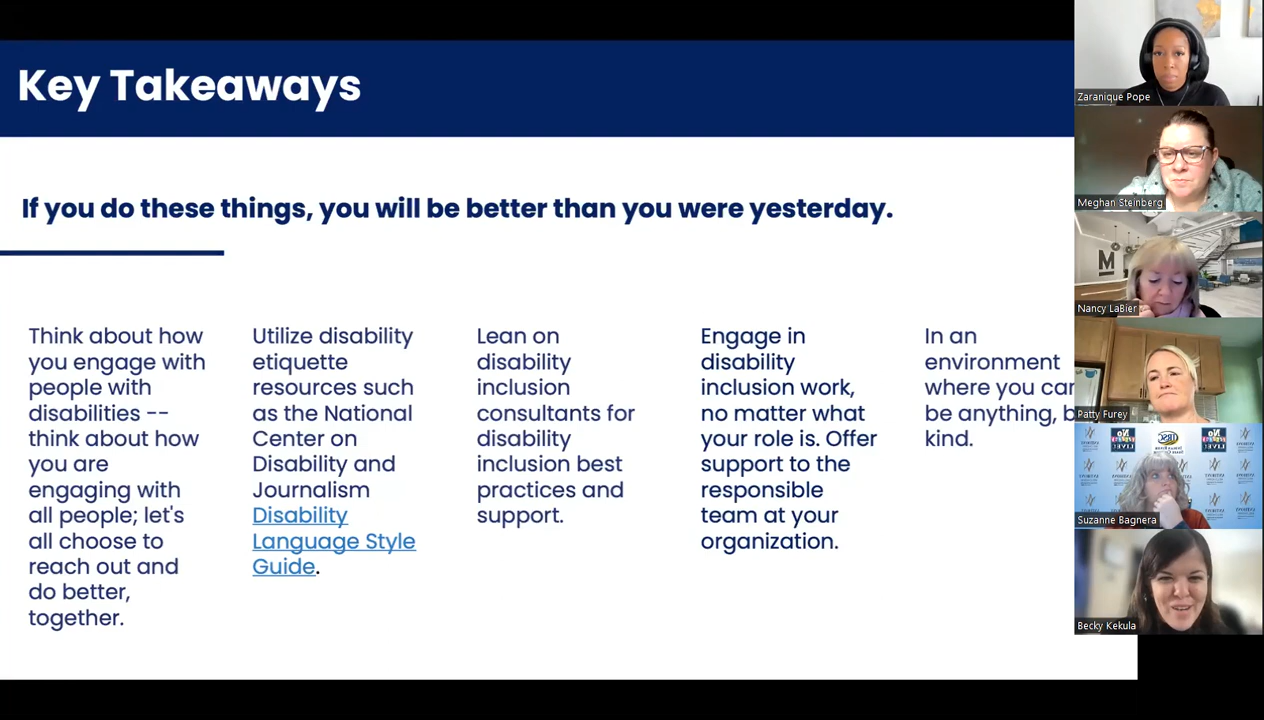 Key Takeaways
If you do these things, you will be better than you were yesterday.
Think about how
you engage with
people with
disabilities --
think about how
you are
engaging with
all people; let's
all choose to
reach out and
do better,
together.
Utilize disability
etiquette
resources such
as the National
Center on
Disability and
Journalism
Disability
Language Style
Guide.
Lean on
disability
inclusion
consultants for
disability
inclusion best
practices and
support.
Engage in
disability
inclusion work,
no matter what
your role is. Offer
support to the
responsible
team at your
organization.
In an
environment
where you can
be anything, b
kind.
Zaranique Pope
Meghan Steinberg
M
Nancy LaBier
Patty Furey
Suzanne Bagnera
Becky Kekula